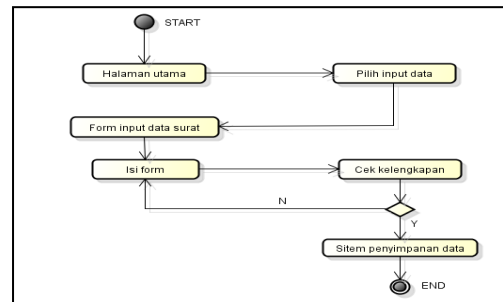 START
Halaman utama
Pilih input data
Form input data surat
Isi form
Cek kelengkapan
N
Y
Sitem penyimpanan data
END